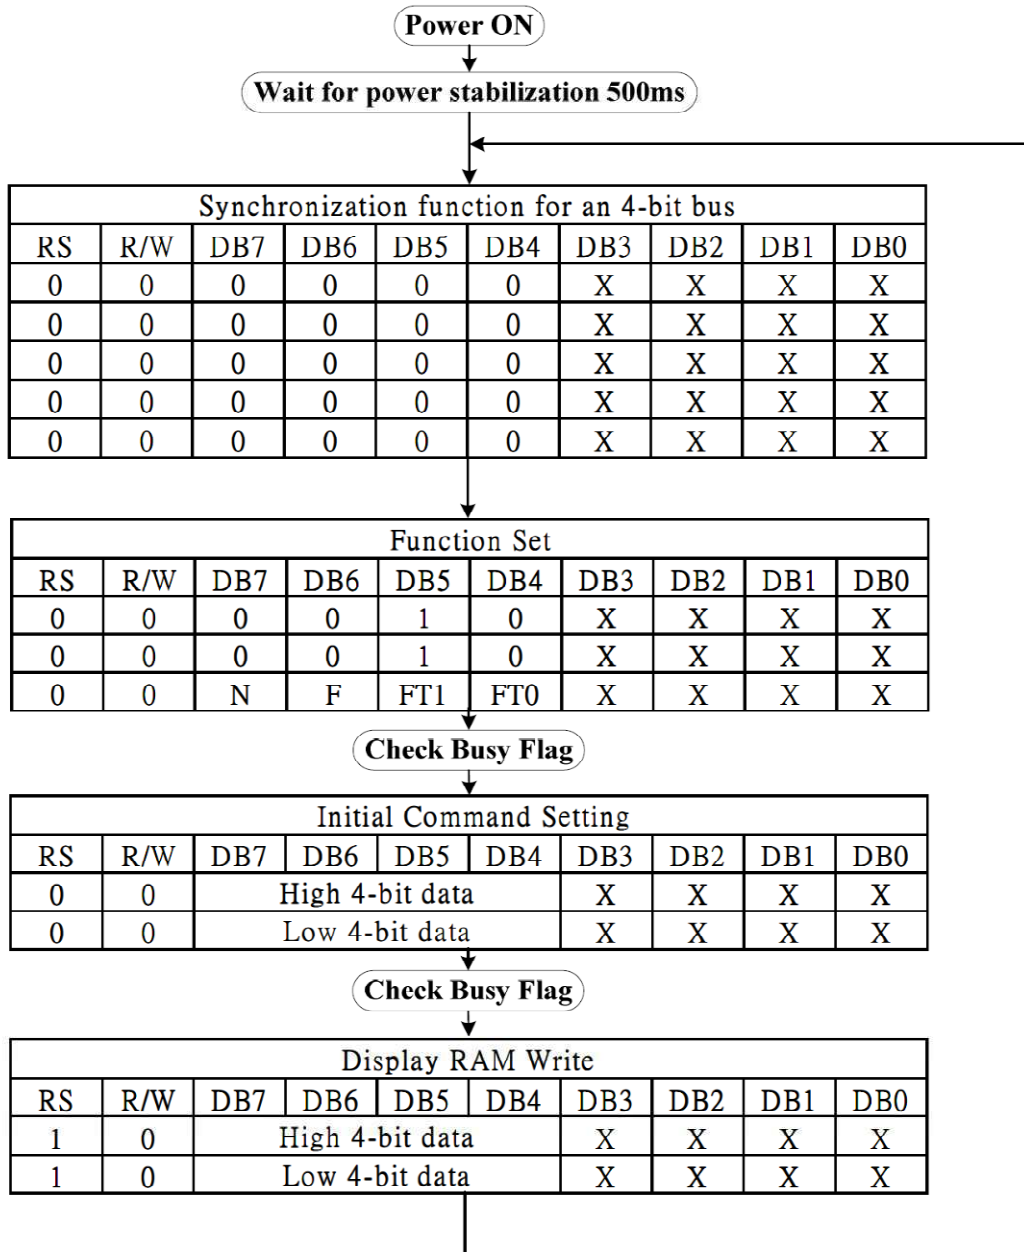 Power ON
Wait for power stabilization 500ms
Synchronization function for an 4-bit bus
RS R/W DB7 DB6 DB5 DB4 DB3 DB2 DB1 DB0
0 0 0 0 0 0 X X X X
0 0 0 0 0 0 X X X X
0 0 0 0 0 0 X X X X
0 0 0 0 0 0 X X X X
0 0 0 0 0 0 X X X X
Function Set
RS R/W DB7 DB6 DB5 DB4 DB3 DB2 DB1 DB0
0 0 0 0 1 0 X X X X
0 0 0 0 1 0 X X X X
0 0 N F FT1 FT0 X X X X
Check Busy Flag
Initial Command Setting
RS R/W DB7 DB6 DB5 DB4 DB3 DB2 DB1 DB0
0 0 High 4-bit data X X X X
0 0 Low 4-bit data X X X X
Check Busy Flag
Display RAM Write
RS R/W DB7 DB6 DB5 DB4 DB3 DB2 DB1 DB0
1 0 High 4-bit data X X X X
1 0 Low 4-bit data X X X X